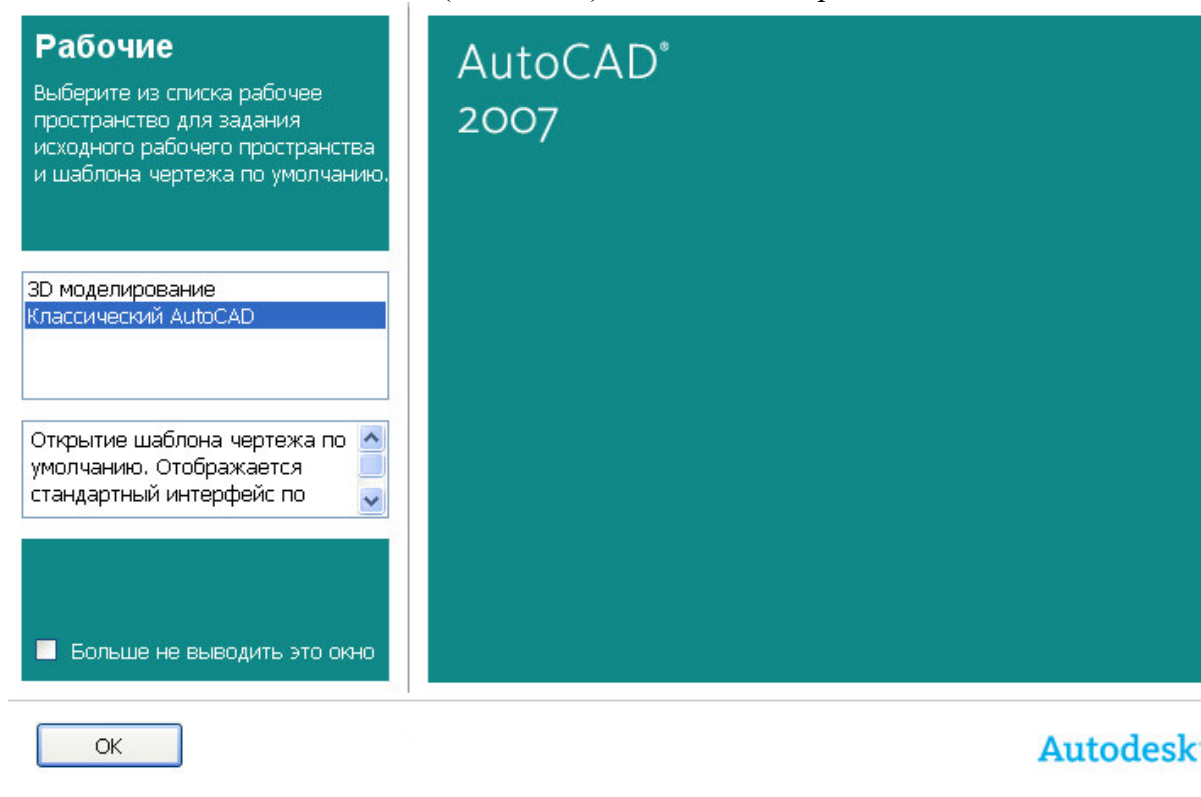 Рабочие
Выберите из списка рабочее
пространство для задания
исходного рабочего пространства
и шаблона чертежа по умолчанию.
3D моделирование
Классический AutoCAD
Открытие шаблона чертежа по
умолчанию. Отображается
стандартный интерфейс по
Больше не выводить это окно
OK
AutoCAD®
2007
Autodesk